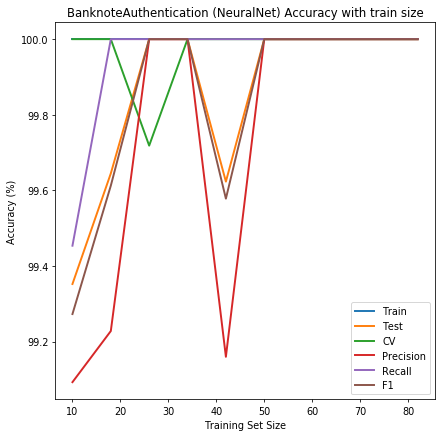 BanknoteAuthentication (NeuralNet) Accuracy with train size
100.0
99.8
99.6
99.4
99.2
Accuracy (%)
10 20 30 40 50 60 70 80
Training Set Size
Train
Test
CV
Precision
Recall
F1